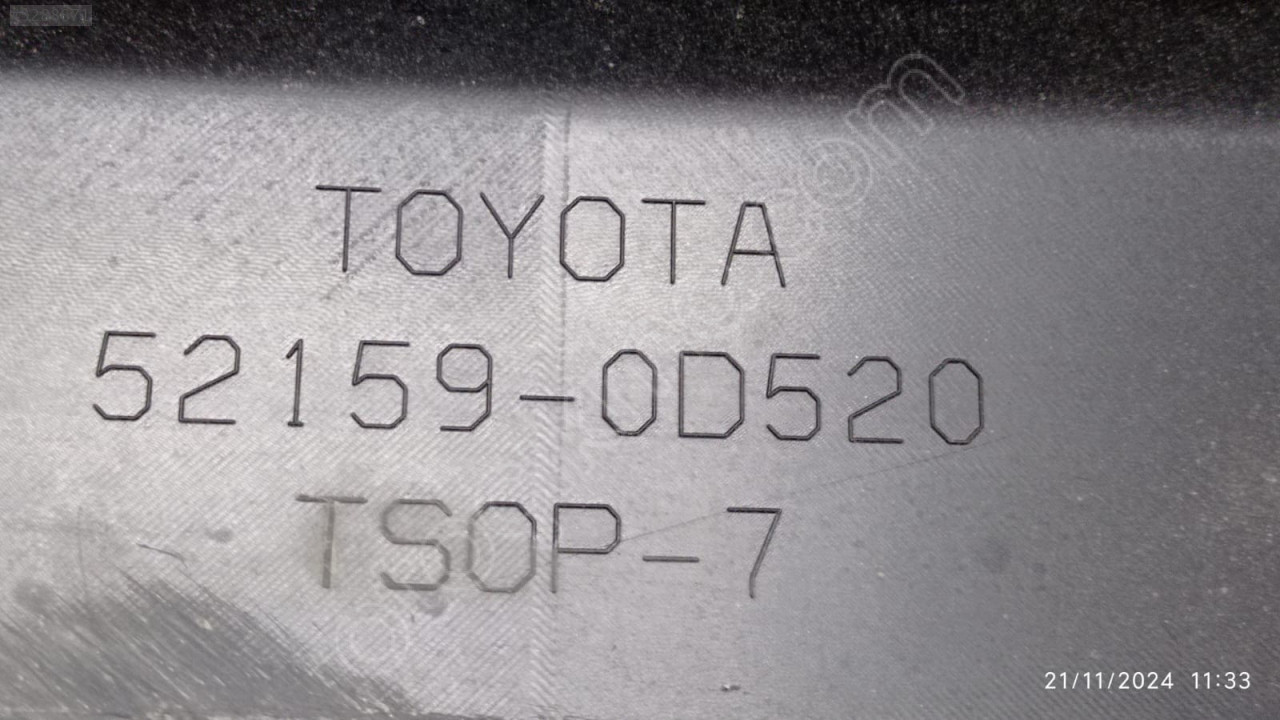 TOYOTA
52159-0D520
TSOP-7
21/11/2024 11:33